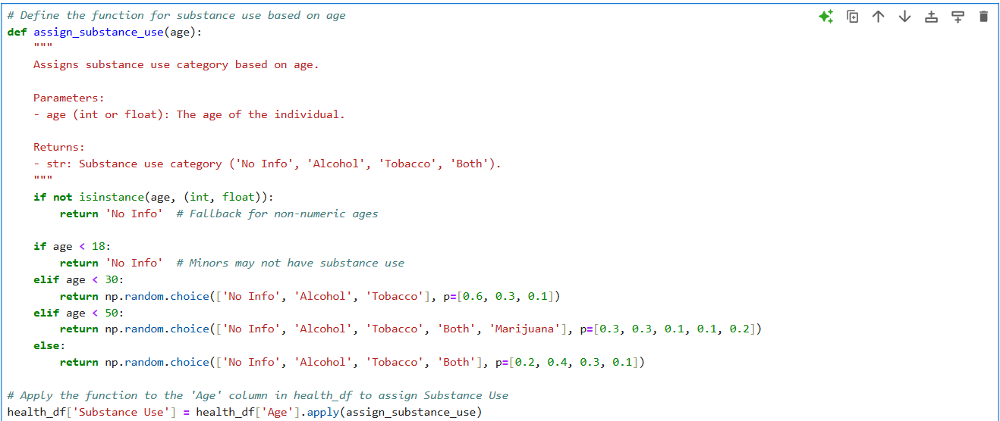 # Define the function for substance use based on age
def assign_substance_use(age):
    """
    Assigns substance use category based on age.

    Parameters:
    - age (int or float): The age of the individual.

    Returns:
    - str: Substance use category ('No Info', 'Alcohol', 'Tobacco', 'Both').
    """
    if not isinstance(age, (int, float)):
        return 'No Info'  # Fallback for non-numeric ages

    if age < 18:
        return 'No Info'  # Minors may not have substance use
    elif age < 30:
        return np.random.choice(['No Info', 'Alcohol', 'Tobacco'], p=[0.6, 0.3, 0.1])
    elif age < 50:
        return np.random.choice(['No Info', 'Alcohol', 'Tobacco', 'Both', 'Marijuana'], p=[0.3, 0.3, 0.1, 0.1, 0.2])
    else:
        return np.random.choice(['No Info', 'Alcohol', 'Tobacco', 'Both'], p=[0.2, 0.4, 0.3, 0.1])

# Apply the function to the 'Age' column in health_df to assign Substance Use
health_df['Substance Use'] = health_df['Age'].apply(assign_substance_use)